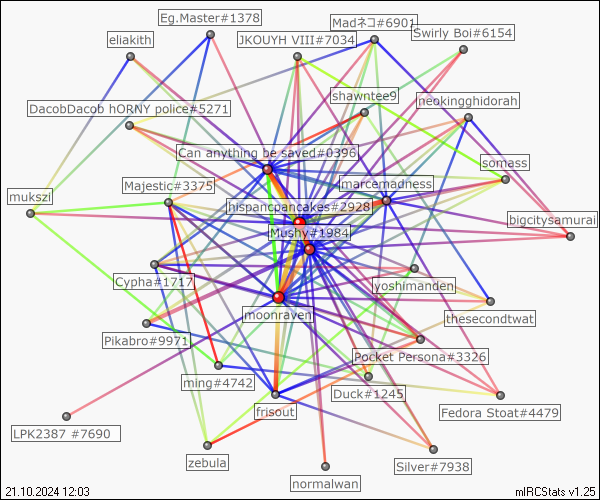 Eg.Master#1378
Madネコ#6901
Swirly Boi#6154
eliakith
JKOUYH VIII#7034
shawntee9
neokingghidorah
DacobDacob hORNY police#5271
Can anything be saved#0396
somass
Majestic#3375
marcemadness
mukszi
hispancpancakes#2928
bigcitysamurai
Mushy#1984
Cypha#1717
yoshimanden
moonraven
thesecondtwat
Pikabro#9971
Pocket Persona#3326
ming#4742
Duck#1245
frisout
Fedora Stoat#4479
LPK2387 #7690
zebula
Silver#7938
normalwan
21.10.2024 12:03
mIRCStats v1.25